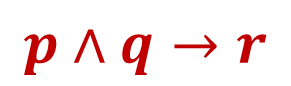 p ∧ q → r